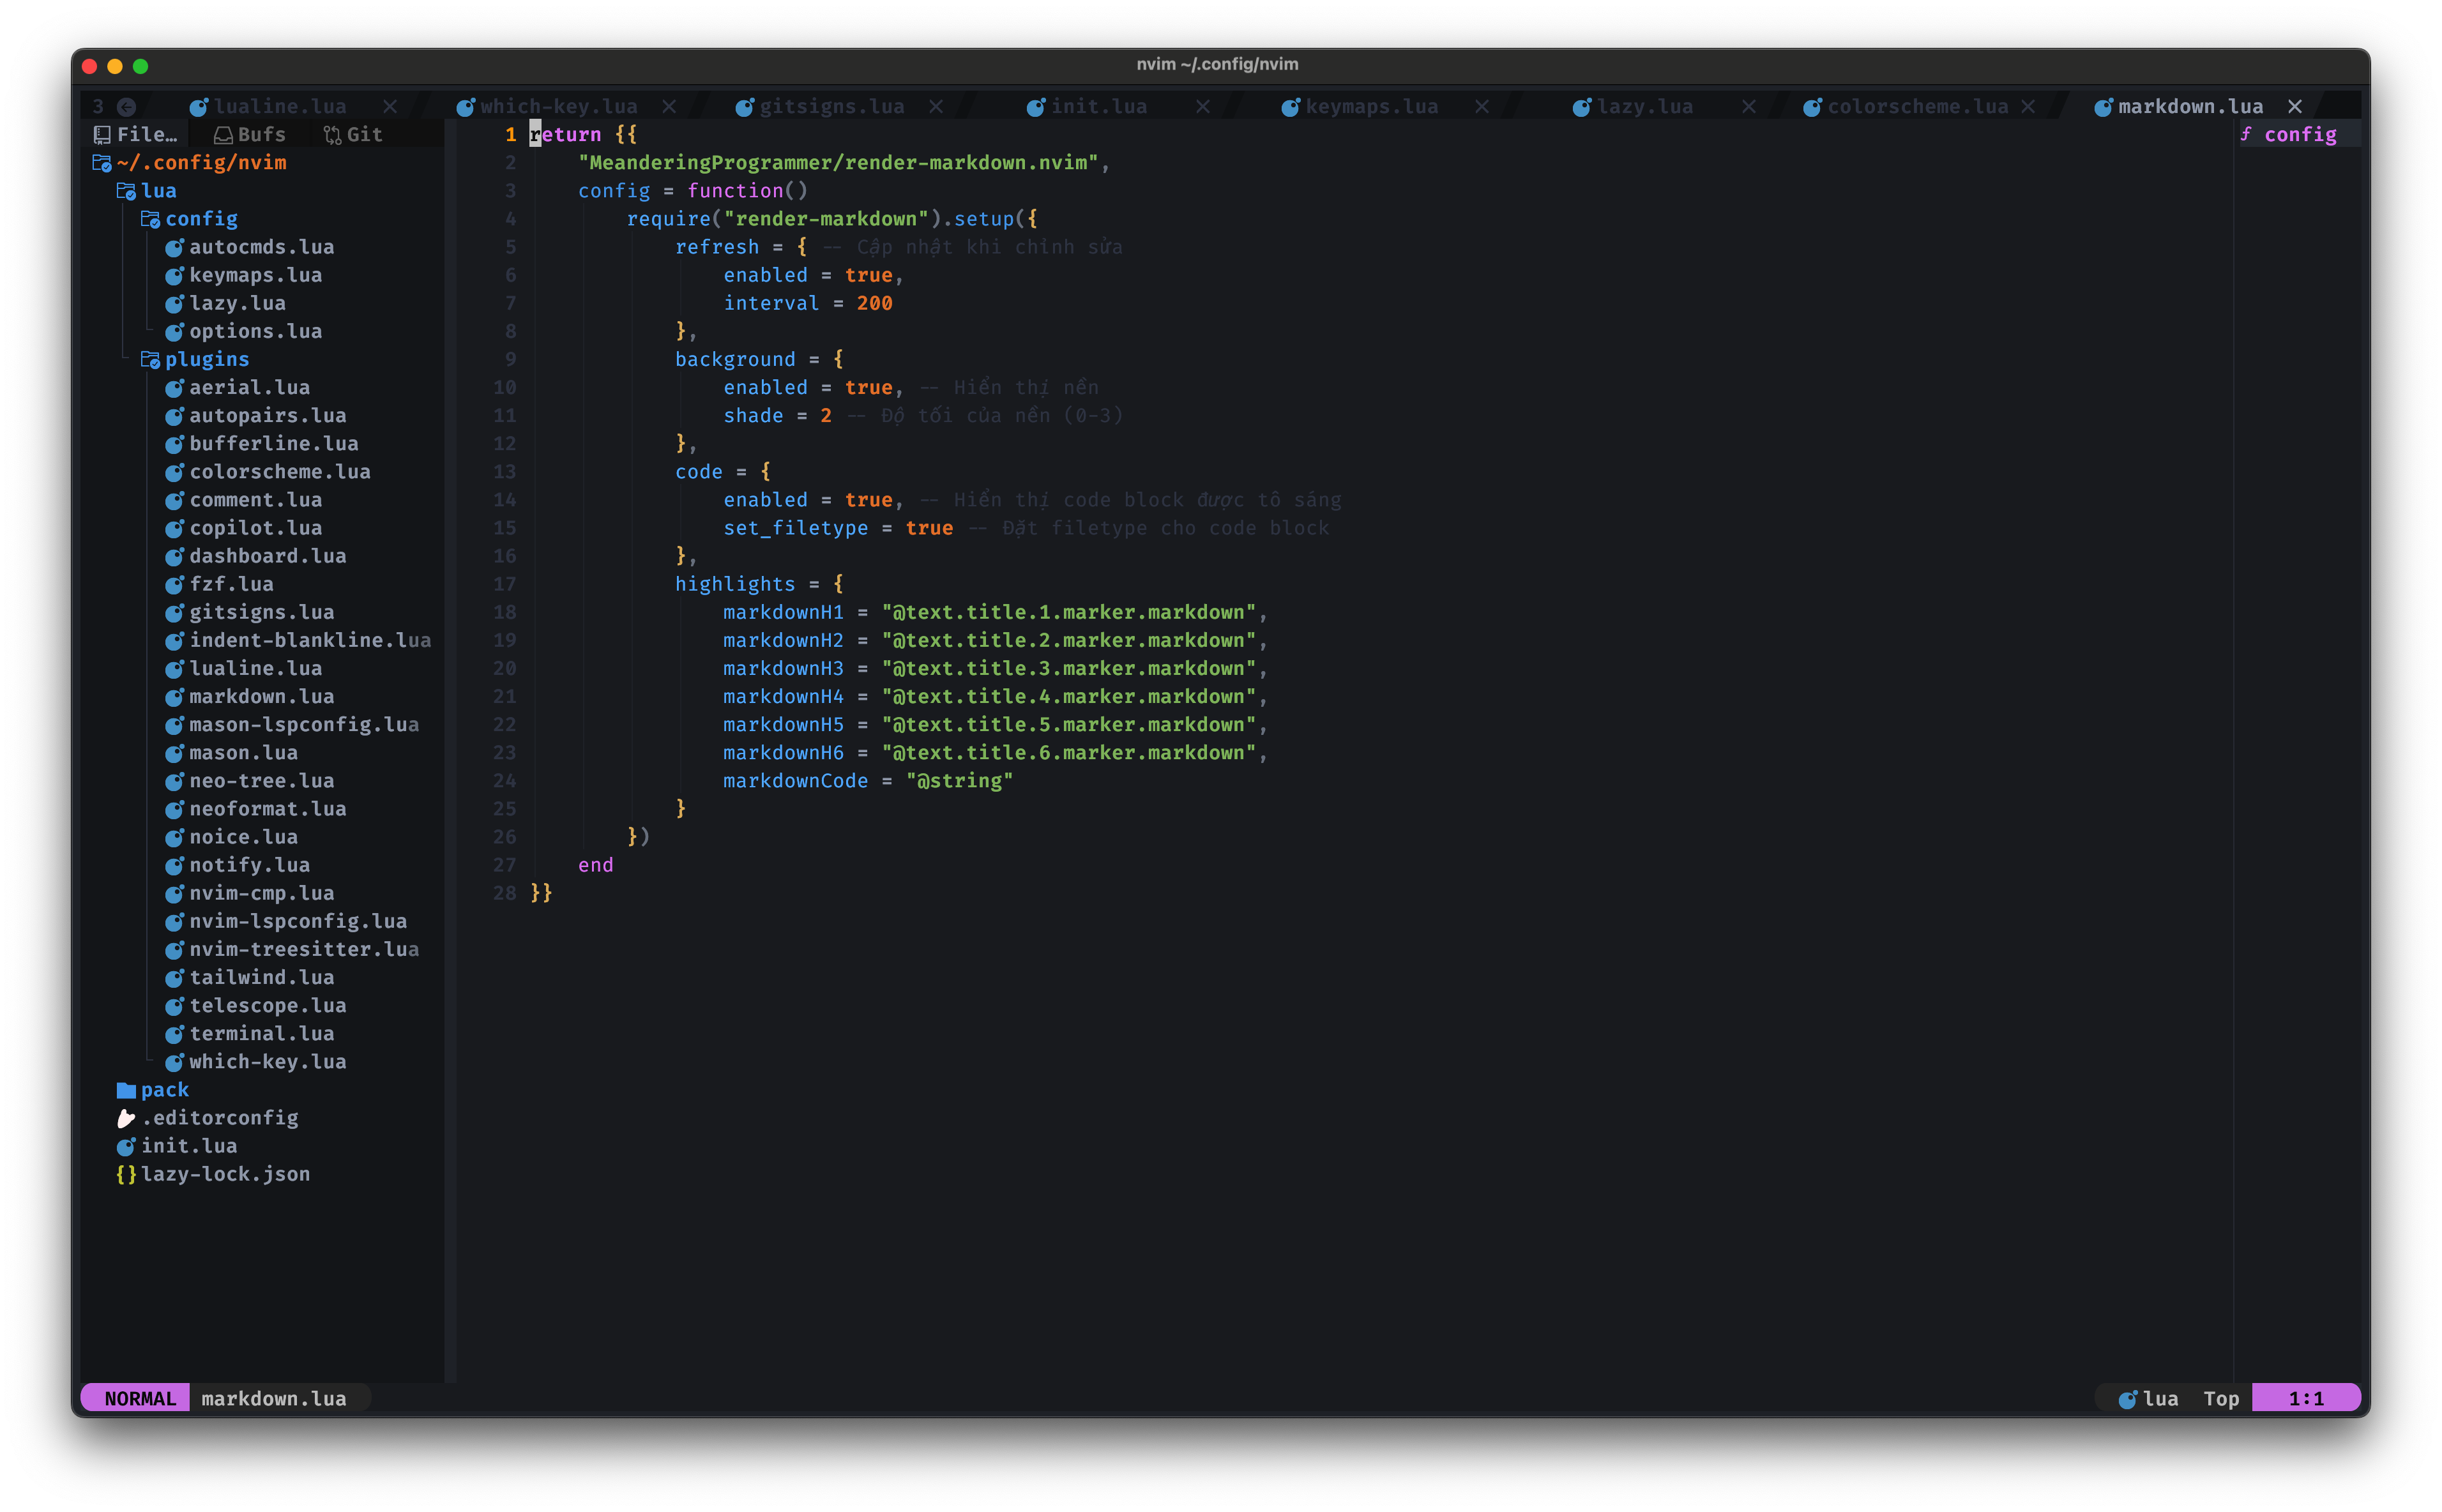 nvim ~/.config/nvim
3 lualine.lua which-key.lua gitsigns.lua init.lua keymaps.lua lazy.lua colorscheme.lua markdown.lua
File… Bufs Git
~/.config/nvim
lua
config
autocmds.lua
keymaps.lua
lazy.lua
options.lua
plugins
aerial.lua
autopairs.lua
bufferline.lua
colorscheme.lua
comment.lua
copilot.lua
dashboard.lua
fzf.lua
gitsigns.lua
indent-blankline.lua
lualine.lua
markdown.lua
mason-lspconfig.lua
mason.lua
neo-tree.lua
neoformat.lua
noice.lua
notify.lua
nvim-cmp.lua
nvim-lspconfig.lua
nvim-treesitter.lua
tailwind.lua
telescope.lua
terminal.lua
which-key.lua
pack
.editorconfig
init.lua
lazy-lock.json
1 return {{
2 "MeanderingProgrammer/render-markdown.nvim",
3 config = function()
4 require("render-markdown").setup({
5 refresh = { -- Cập nhật khi chỉnh sửa
6 enabled = true,
7 interval = 200
8 },
9 background = {
10 enabled = true, -- Hiển thị nền
11 shade = 2 -- Độ tối của nền (0-3)
12 },
13 code = {
14 enabled = true, -- Hiển thị code block được tô sáng
15 set_filetype = true -- Đặt filetype cho code block
16 },
17 highlights = {
18 markdownH1 = "@text.title.1.marker.markdown",
19 markdownH2 = "@text.title.2.marker.markdown",
20 markdownH3 = "@text.title.3.marker.markdown",
21 markdownH4 = "@text.title.4.marker.markdown",
22 markdownH5 = "@text.title.5.marker.markdown",
23 markdownH6 = "@text.title.6.marker.markdown",
24 markdownCode = "@string"
25 }
26 })
27 end
28 }}
f config
NORMAL markdown.lua
lua Top 1:1